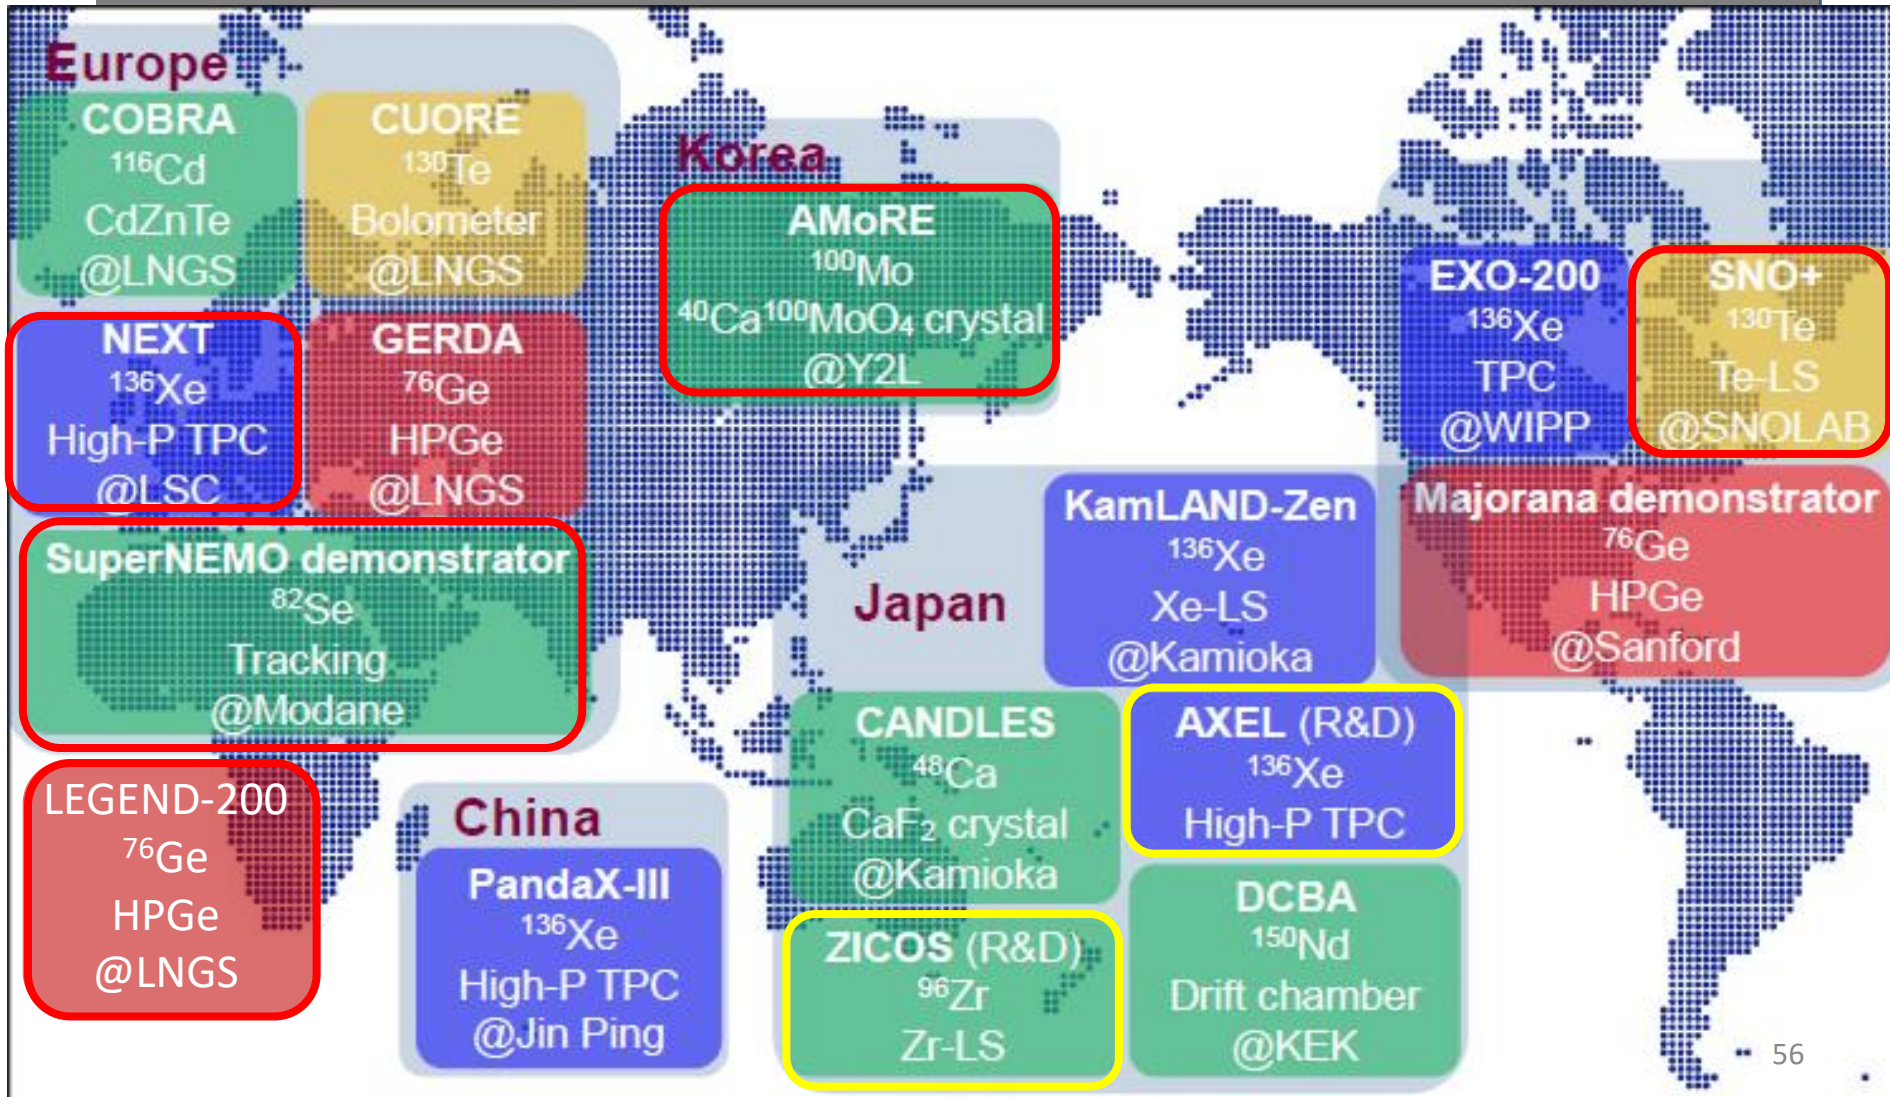 Europe
COBRA
¹¹⁶Cd
CdZnTe
@LNGS
CUORE
¹³⁰Te
Bolometer
@LNGS
NEXT
¹³⁶Xe
High-P TPC
@LSC
GERDA
⁷⁶Ge
HPGe
@LNGS
SuperNEMO demonstrator
⁸²Se
Tracking
@Modane
LEGEND-200
⁷⁶Ge
HPGe
@LNGS
Korea
AMoRE
¹⁰⁰Mo
⁴⁰Ca¹⁰⁰MoO₄ crystal
@Y2L
China
PandaX-III
¹³⁶Xe
High-P TPC
@Jin Ping
Japan
KamLAND-Zen
¹³⁶Xe
Xe-LS
@Kamioka
CANDLES
⁴⁸Ca
CaF₂ crystal
@Kamioka
AXEL (R&D)
¹³⁶Xe
High-P TPC
ZICOS (R&D)
⁹⁶Zr
Zr-LS
DCBA
¹⁵⁰Nd
Drift chamber
@KEK
EXO-200
¹³⁶Xe
TPC
@WIPP
SNO+
¹³⁰Te
Te-LS
@SNOLAB
Majorana demonstrator
⁷⁶Ge
HPGe
@Sanford
56